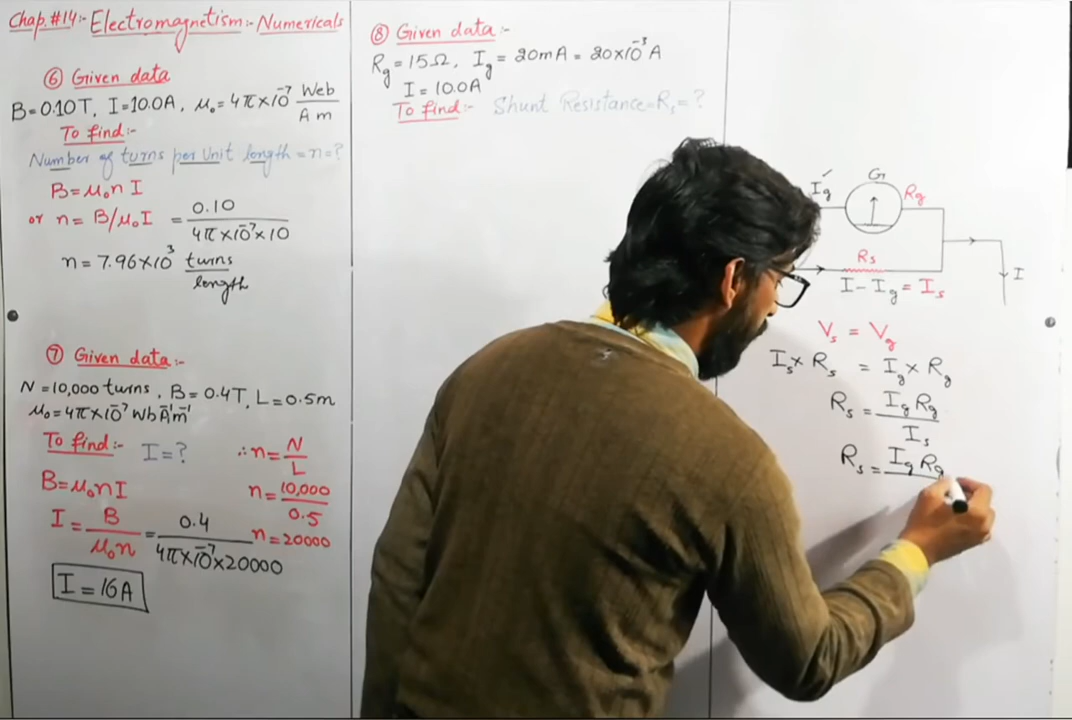 Chap.#14:- Electromagnetism:- Numericals
⑥ Given data
B=0.10T, I=10.0A, μ₀=4π×10⁻⁷ Web/Am
To find:-
Number of turns per Unit length=n=?
B=μ₀nI
or n=B/μ₀I = 0.10/4π×10⁻⁷×10
n=7.96×10³ turns/length
⑦ Given data:-
N=10,000 turns, B=0.4T, L=0.5m
μ₀=4π×10⁻⁷ WbA⁻¹m⁻¹
To find:- I=? ∴n=N/L
B=μ₀nI n=10,000/0.5
I=B/μ₀n=0.4/4π×10⁻⁷×20000 n=20000
I=16A
⑧ Given data:-
Rg=15Ω, Ig=20mA=20×10⁻³A
I=10.0A
To find:- Shunt Resistance=Rs=?
Ig G Rg
Rs
I-Ig=Is I
Vs=Vg
Is×Rs=Ig×Rg
Rs=IgRg/Is
Rs=IgRg